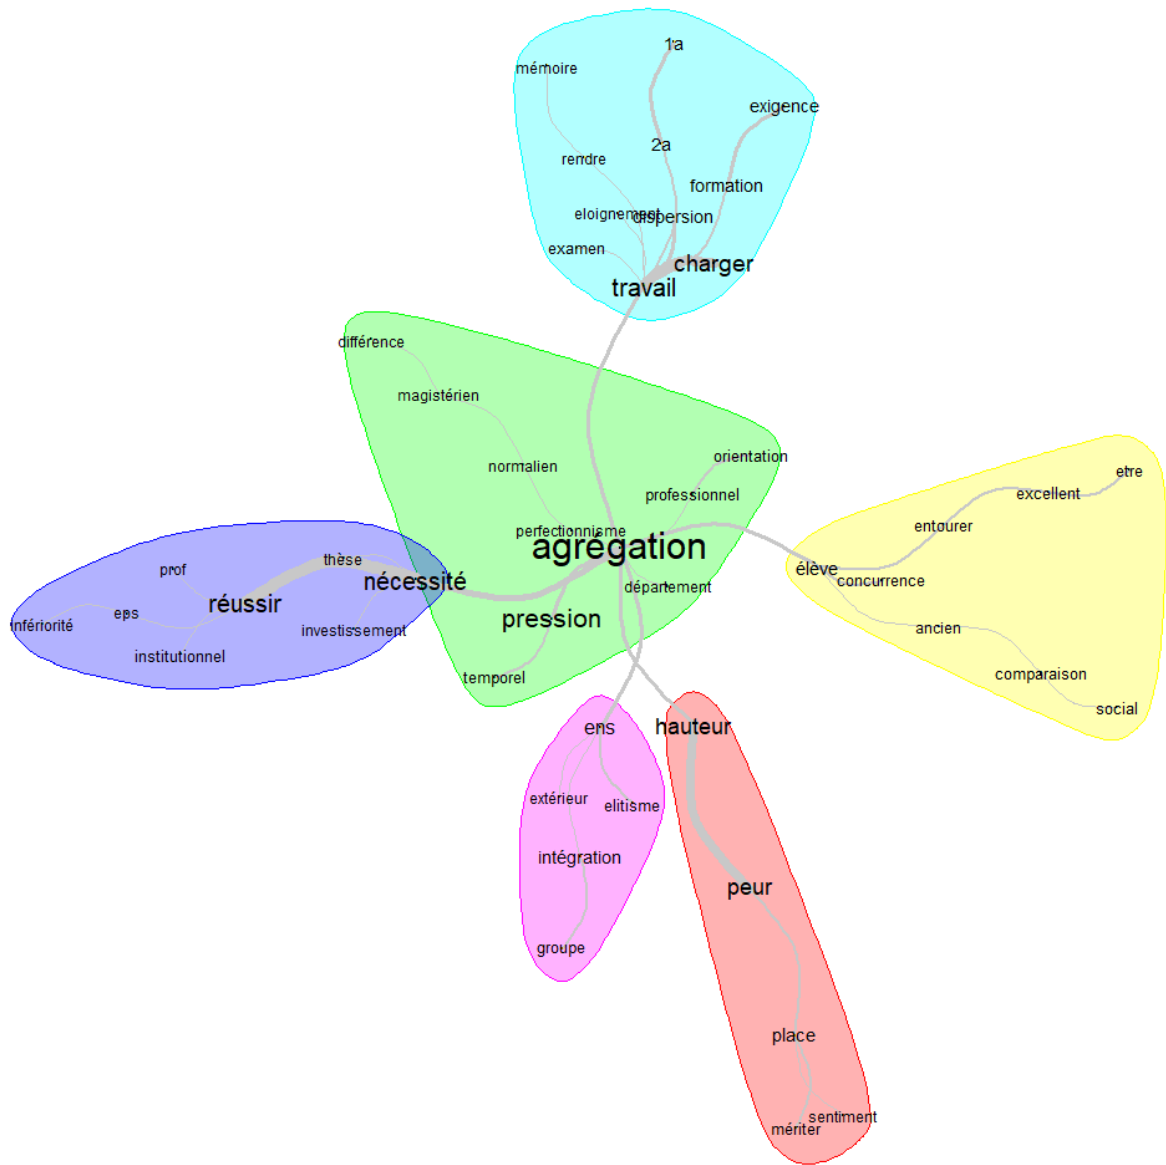 1a
mémoire
exigence
2a
rendre
formation
eloignement
dispersion
examen
charger
travail
différence
magistérien
normalien
orientation
professionnel
perfectionnisme
agrégation
département
pression
temporel
etre
excellent
entourer
élève
concurrence
ancien
comparaison
social
thèse
prof
nécessité
réussir
eps
infériorité
investissement
institutionnel
ens
extérieur
elitisme
intégration
groupe
hauteur
peur
place
sentiment
mériter